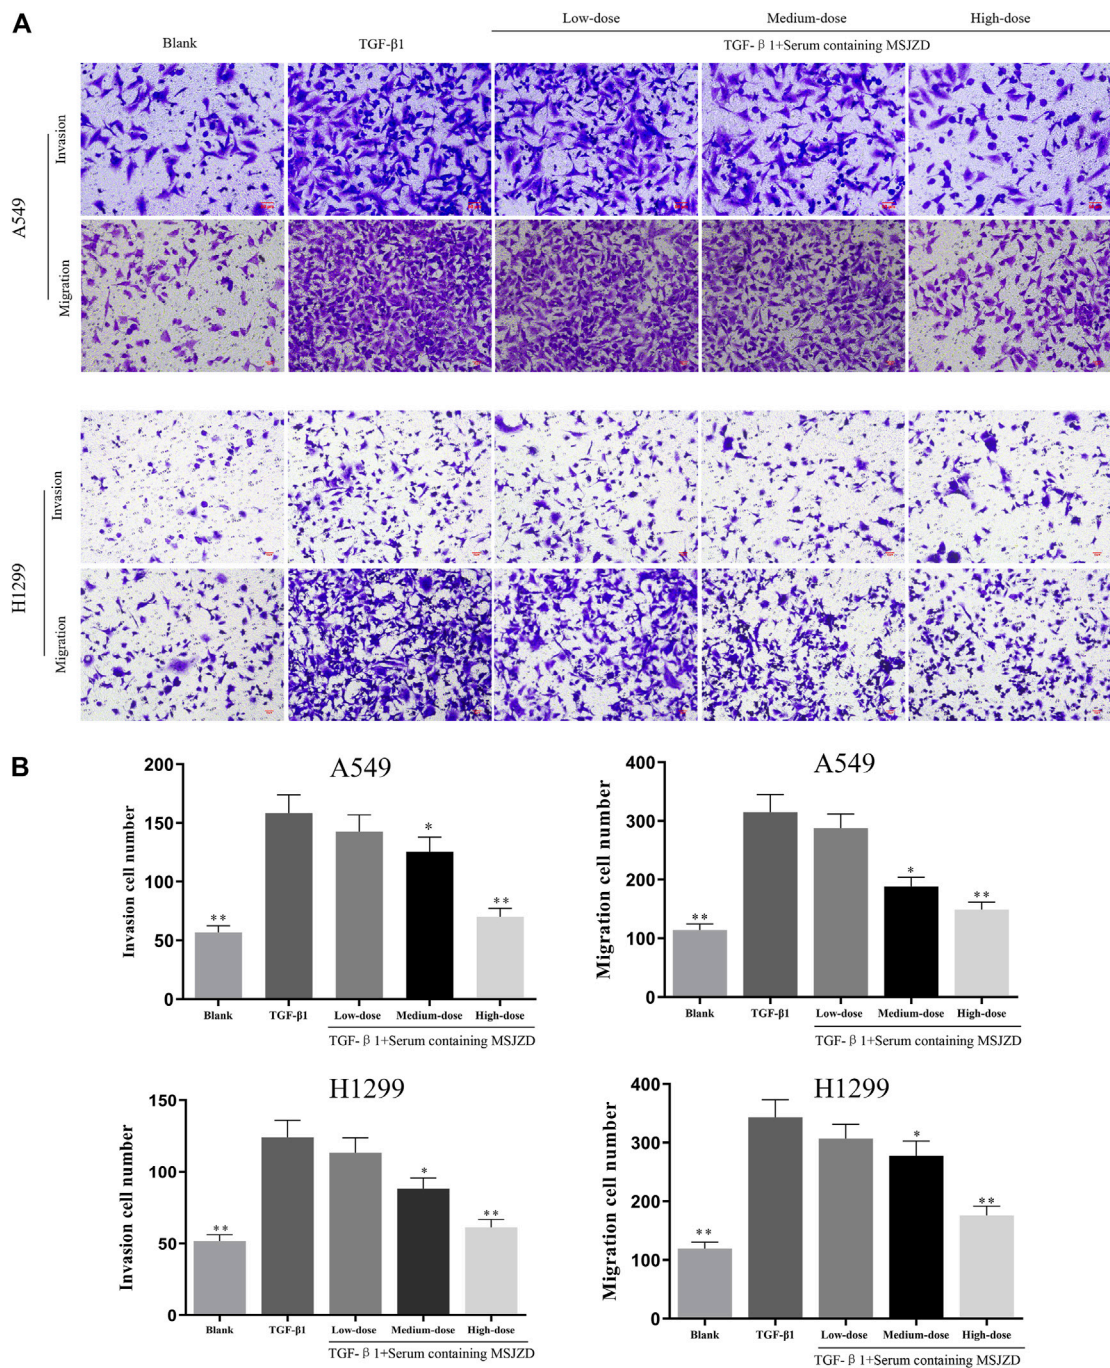 A
Low-dose Medium-dose High-dose
Blank TGF-β1 TGF- β 1+Serum containing MSJZD
A549
Invasion
Migration
H1299
Invasion
Migration
B
A549
Invasion cell number
200
150
100
50
0
** * **
Blank TGF-β1 Low-dose Medium-dose High-dose
TGF- β 1+Serum containing MSJZD
A549
Migration cell number
400
300
200
100
0
** * **
Blank TGF-β1 Low-dose Medium-dose High-dose
TGF- β 1+Serum containing MSJZD
H1299
Invasion cell number
150
100
50
0
** * **
Blank TGF-β1 Low-dose Medium-dose High-dose
TGF- β 1+Serum containing MSJZD
H1299
Migration cell number
400
300
200
100
0
** * **
Blank TGF-β1 Low-dose Medium-dose High-dose
TGF- β 1+Serum containing MSJZD